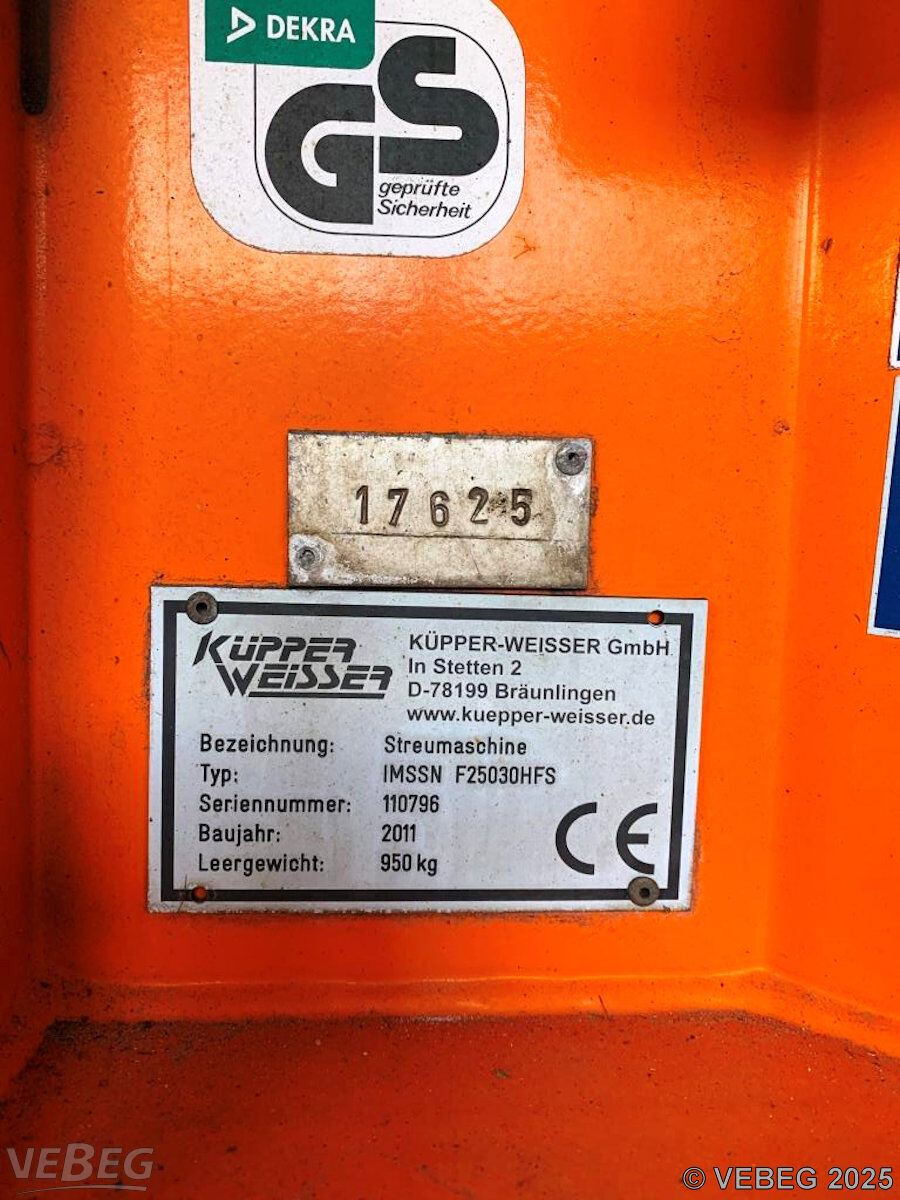 DEKRA
GS
geprüfte
Sicherheit
17625
KÜPPER
WEISSER
KÜPPER-WEISSER GmbH
In Stetten 2
D-78199 Bräunlingen
www.kuepper-weisser.de
Bezeichnung: Streumaschine
Typ: IMSSN F25030HFS
Seriennummer: 110796
Baujahr: 2011
Leergewicht: 950 kg
CE
VEBEG
© VEBEG 2025